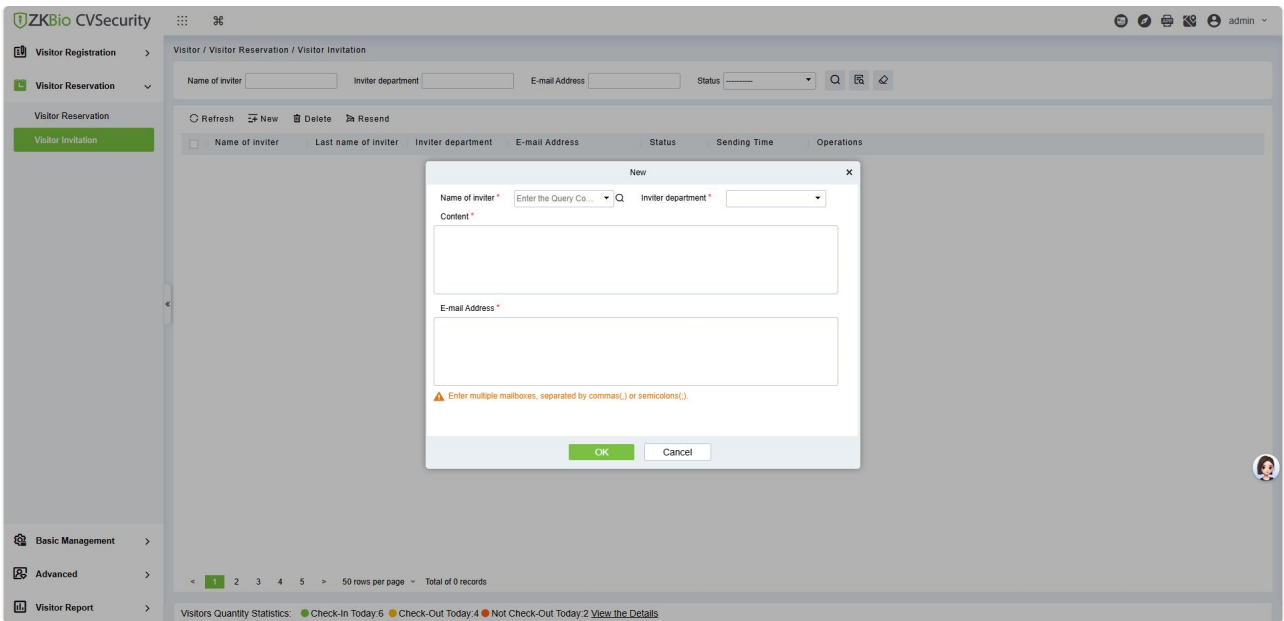 ZKBio CVSecurity
admin
Visitor Registration
Visitor / Visitor Reservation / Visitor Invitation
Visitor Reservation
Name of inviter
Inviter department
E-mail Address
Status ----------
Visitor Reservation
Visitor Invitation
Refresh New Delete Resend
Name of inviter Last name of inviter Inviter department E-mail Address Status Sending Time Operations
New
Name of inviter * Enter the Query Co... Inviter department *
Content *
E-mail Address *
Enter multiple mailboxes, separated by commas(,) or semicolons(;).
OK Cancel
Basic Management
Advanced
Visitor Report
< 1 2 3 4 5 > 50 rows per page Total of 0 records
Visitors Quantity Statistics: Check-In Today:6 Check-Out Today:4 Not Check-Out Today:2 View the Details